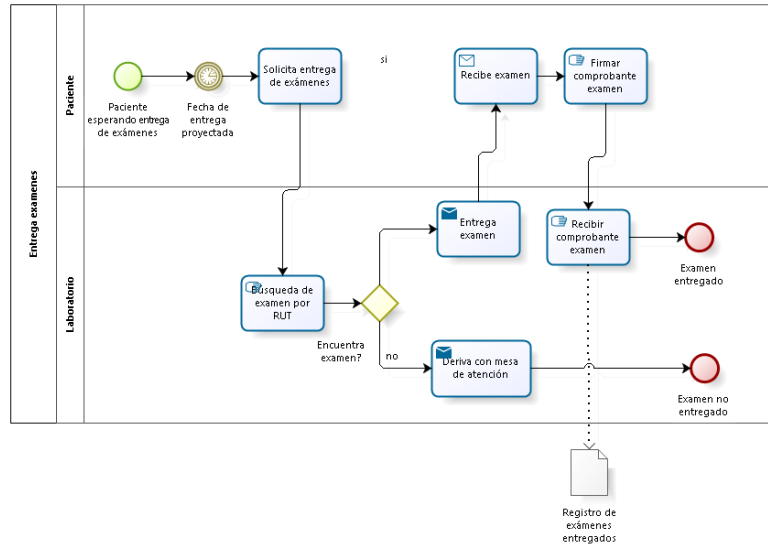 Entrega examenes
Paciente
Laboratorio
Paciente
esperando entrega
de exámenes
Fecha de
entrega
proyectada
Solicita entrega
de exámenes
si
Recibe examen
Firmar
comprobante
examen
Búsqueda de
examen por
RUT
Encuentra
examen?
no
Entrega
examen
Deriva con mesa
de atención
Recibir
comprobante
examen
Examen
entregado
Examen no
entregado
Registro de
exámenes
entregados